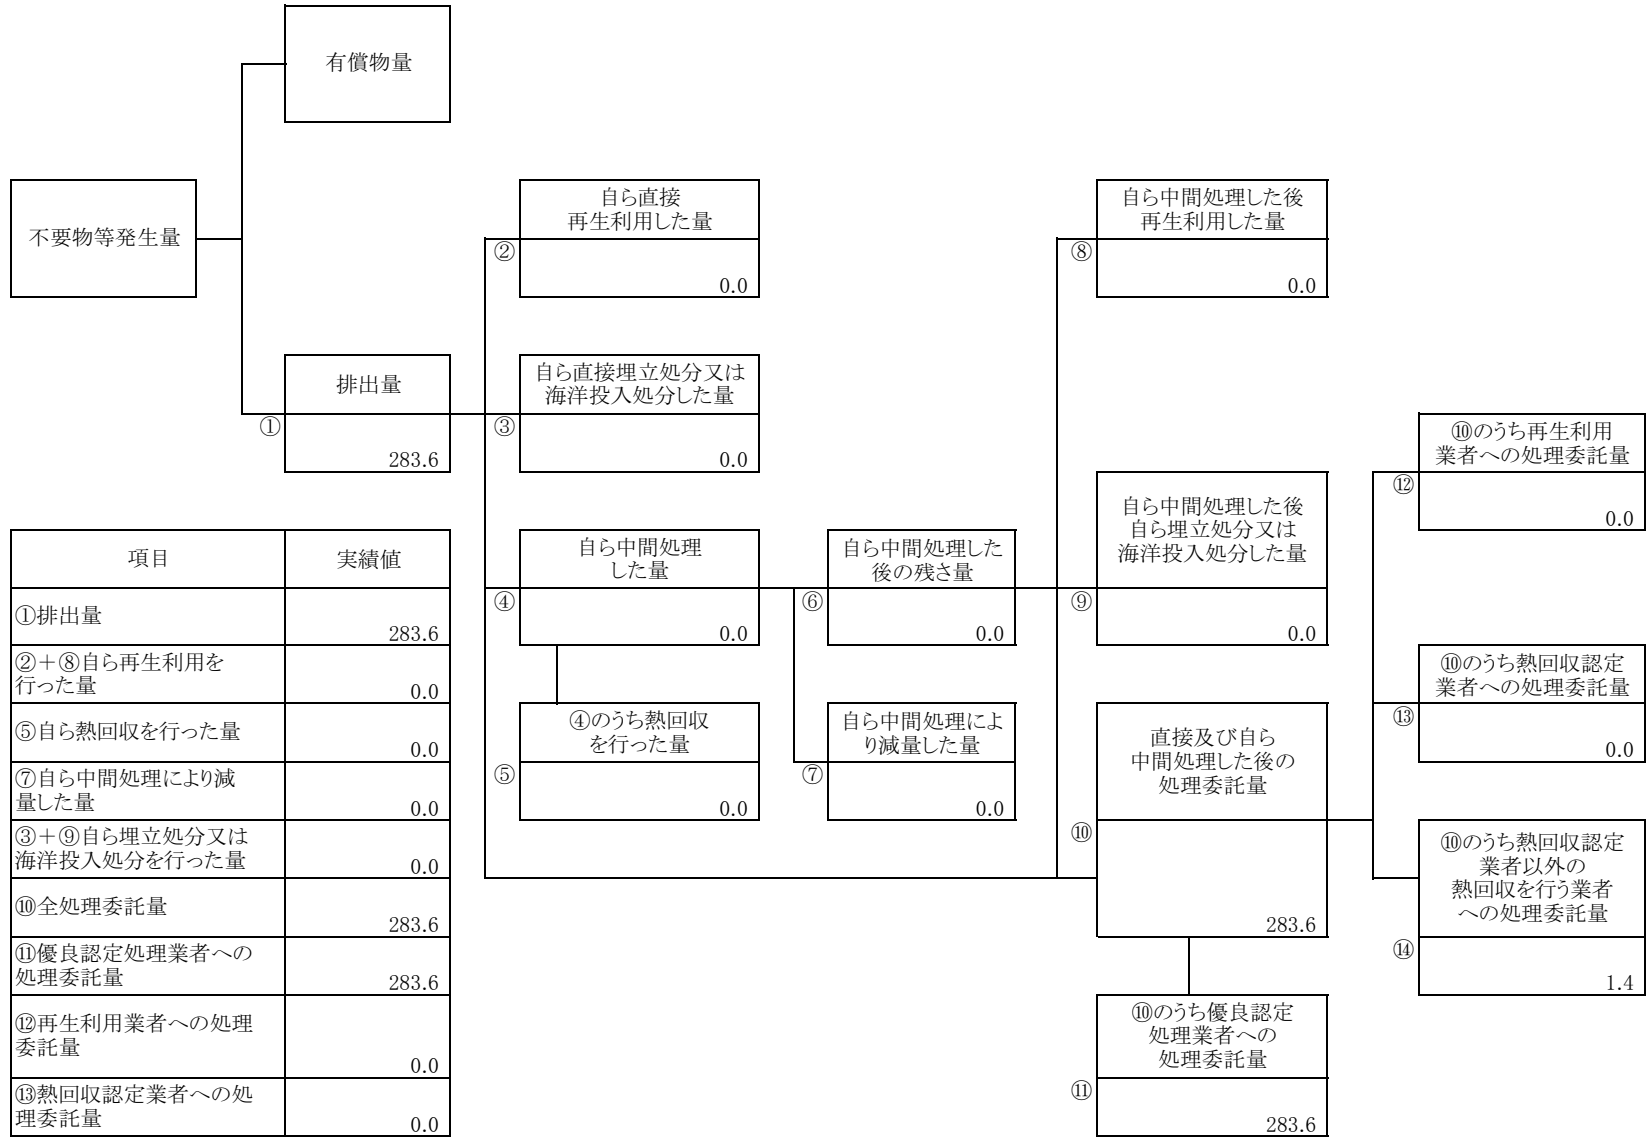 有償物量
不要物等発生量
自ら直接
再生利用した量
②
0.0
自ら中間処理した後
再生利用した量
⑧
0.0
排出量
①
283.6
自ら直接埋立処分又は
海洋投入処分した量
③
0.0
⑩のうち再生利用
業者への処理委託量
⑫
0.0
自ら中間処理した後
自ら埋立処分又は
海洋投入処分した量
⑨
0.0
自ら中間処理
した量
④
0.0
自ら中間処理した
後の残さ量
⑥
0.0
⑩のうち熱回収認定
業者への処理委託量
⑬
0.0
④のうち熱回収
を行った量
⑤
0.0
自ら中間処理によ
り減量した量
⑦
0.0
直接及び自ら
中間処理した後の
処理委託量
⑩
283.6
⑩のうち熱回収認定
業者以外の
熱回収を行う業者
への処理委託量
⑭
1.4
⑩のうち優良認定
処理業者への
処理委託量
⑪
283.6
項目 実績値
①排出量
283.6
②＋⑧自ら再生利用を
行った量
0.0
⑤自ら熱回収を行った量
0.0
⑦自ら中間処理により減
量した量
0.0
③＋⑨自ら埋立処分又は
海洋投入処分を行った量
0.0
⑩全処理委託量
283.6
⑪優良認定処理業者への
処理委託量
283.6
⑫再生利用業者への処理
委託量
0.0
⑬熱回収認定業者への処
理委託量
0.0